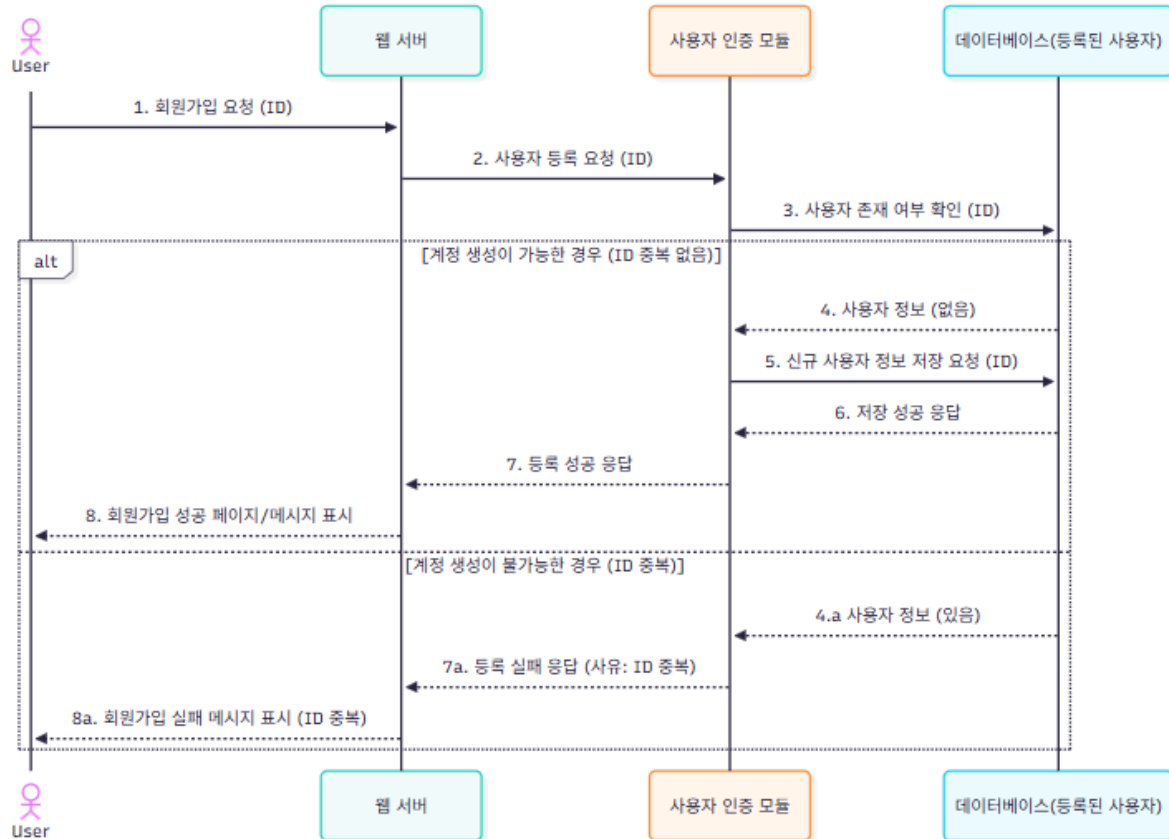 User
웹 서버
사용자 인증 모듈
데이터베이스(등록된 사용자)
1. 회원가입 요청 (ID)
2. 사용자 등록 요청 (ID)
3. 사용자 존재 여부 확인 (ID)
alt
[계정 생성이 가능한 경우 (ID 중복 없음)]
4. 사용자 정보 (없음)
5. 신규 사용자 정보 저장 요청 (ID)
6. 저장 성공 응답
7. 등록 성공 응답
8. 회원가입 성공 페이지/메시지 표시
[계정 생성이 불가능한 경우 (ID 중복)]
4.a 사용자 정보 (있음)
7a. 등록 실패 응답 (사유: ID 중복)
8a. 회원가입 실패 메시지 표시 (ID 중복)
User
웹 서버
사용자 인증 모듈
데이터베이스(등록된 사용자)